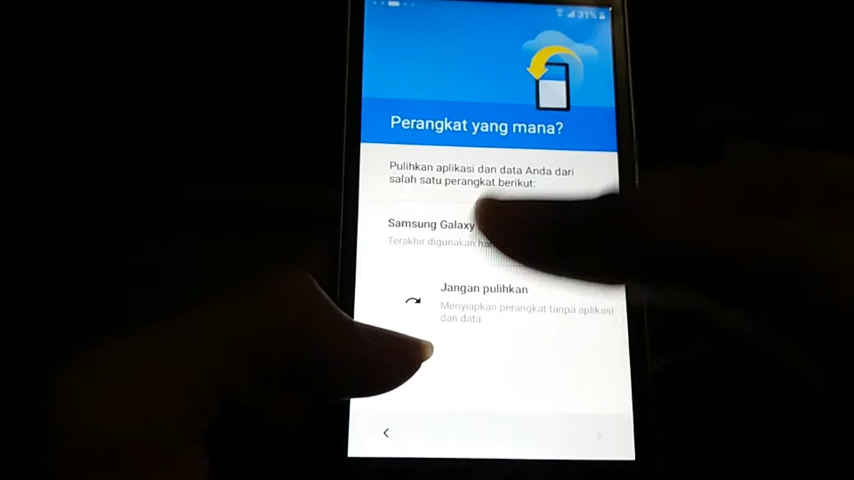 31%
Perangkat yang mana?
Pulihkan aplikasi dan data Anda dari
salah satu perangkat berikut:
Samsung Galaxy
Terakhir digunakan
Jangan pulihkan
Menyiapkan perangkat tanpa aplikasi
dan data